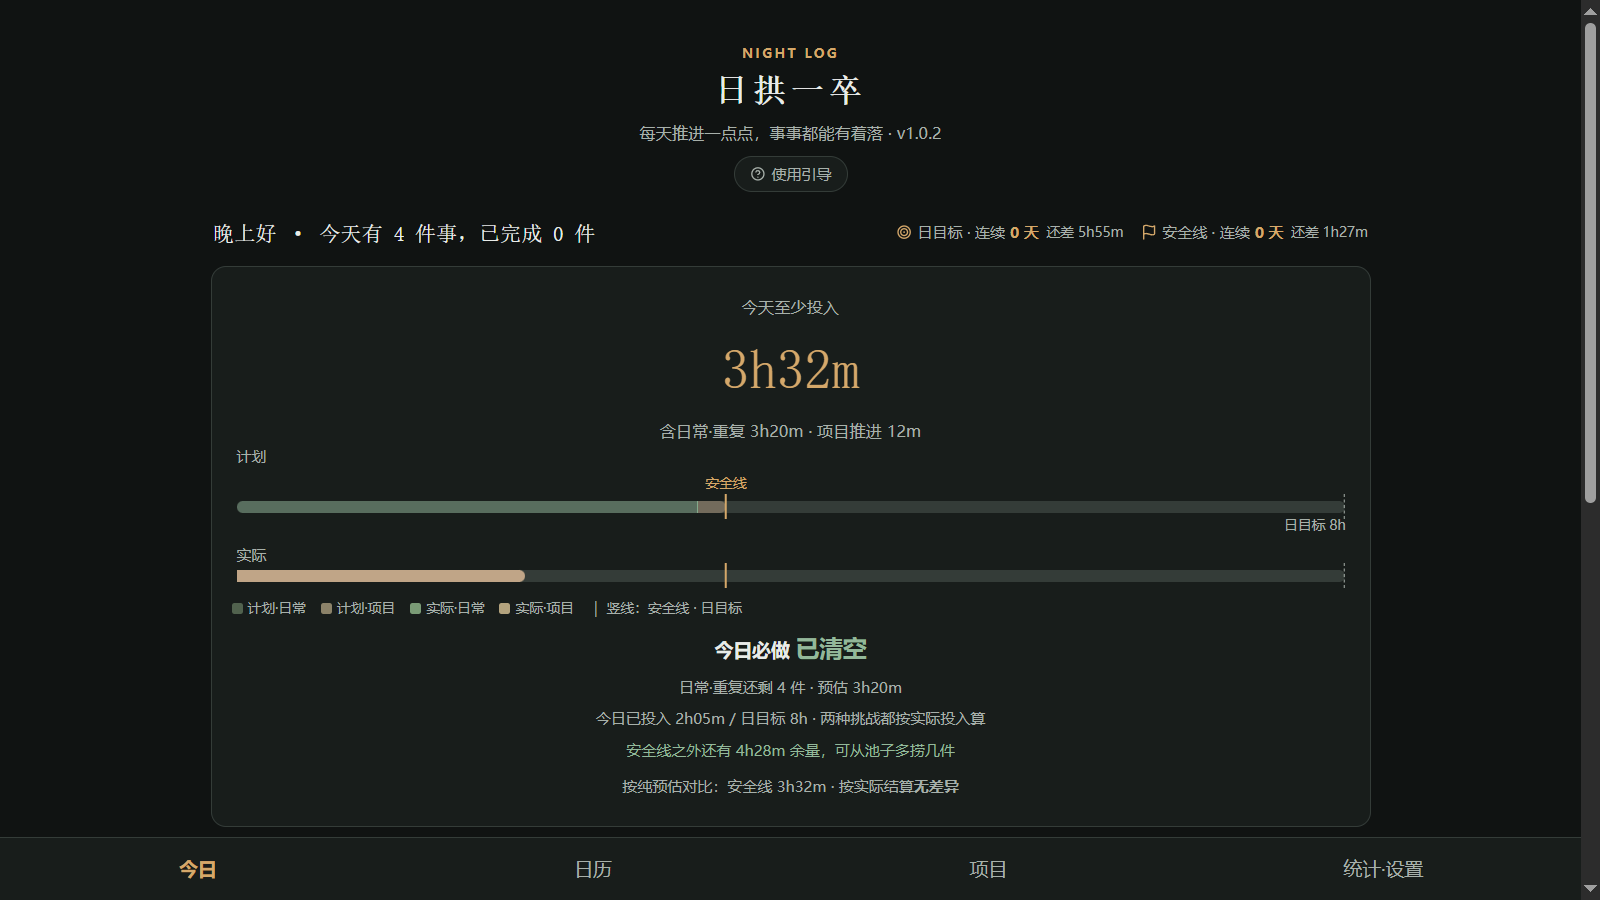 NIGHT LOG
日拱一卒
每天推进一点点，事事都能有着落 · v1.0.2
使用引导
晚上好 • 今天有 4 件事，已完成 0 件
日目标 · 连续 0 天 还差 5h55m 安全线 · 连续 0 天 还差 1h27m
今天至少投入
3h32m
含日常·重复 3h20m · 项目推进 12m
计划
安全线
日目标 8h
实际
计划·日常 计划·项目 实际·日常 实际·项目 竖线：安全线 · 日目标
今日必做 已清空
日常·重复还剩 4 件 · 预估 3h20m
今日已投入 2h05m / 日目标 8h · 两种挑战都按实际投入算
安全线之外还有 4h28m 余量，可从池子多捞几件
按纯预估对比：安全线 3h32m · 按实际结算无差异
今日 日历 项目 统计·设置